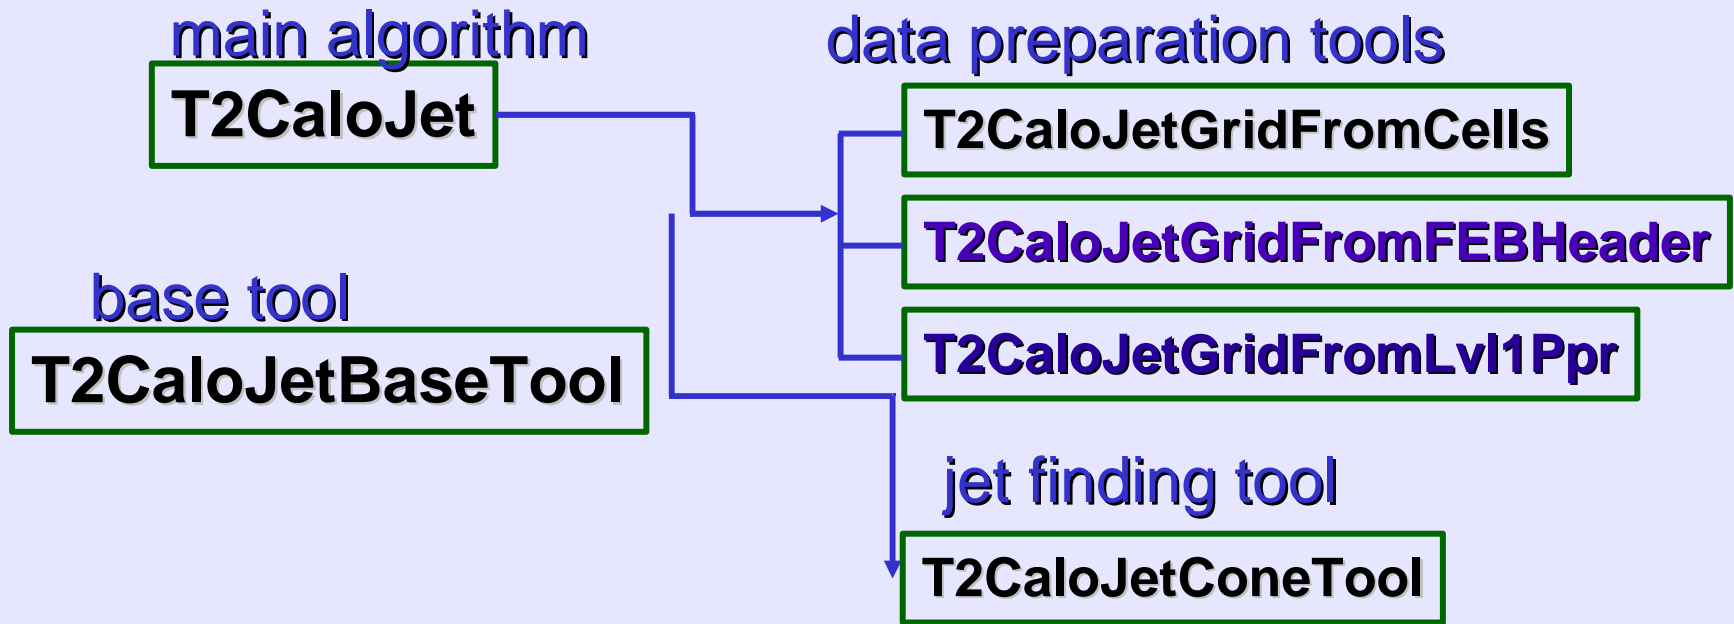 main algorithm
T2CaloJet
base tool
T2CaloJetBaseTool
data preparation tools
T2CaloJetGridFromCells
T2CaloJetGridFromFEBHeader
T2CaloJetGridFromLvl1Ppr
jet finding tool
T2CaloJetConeTool